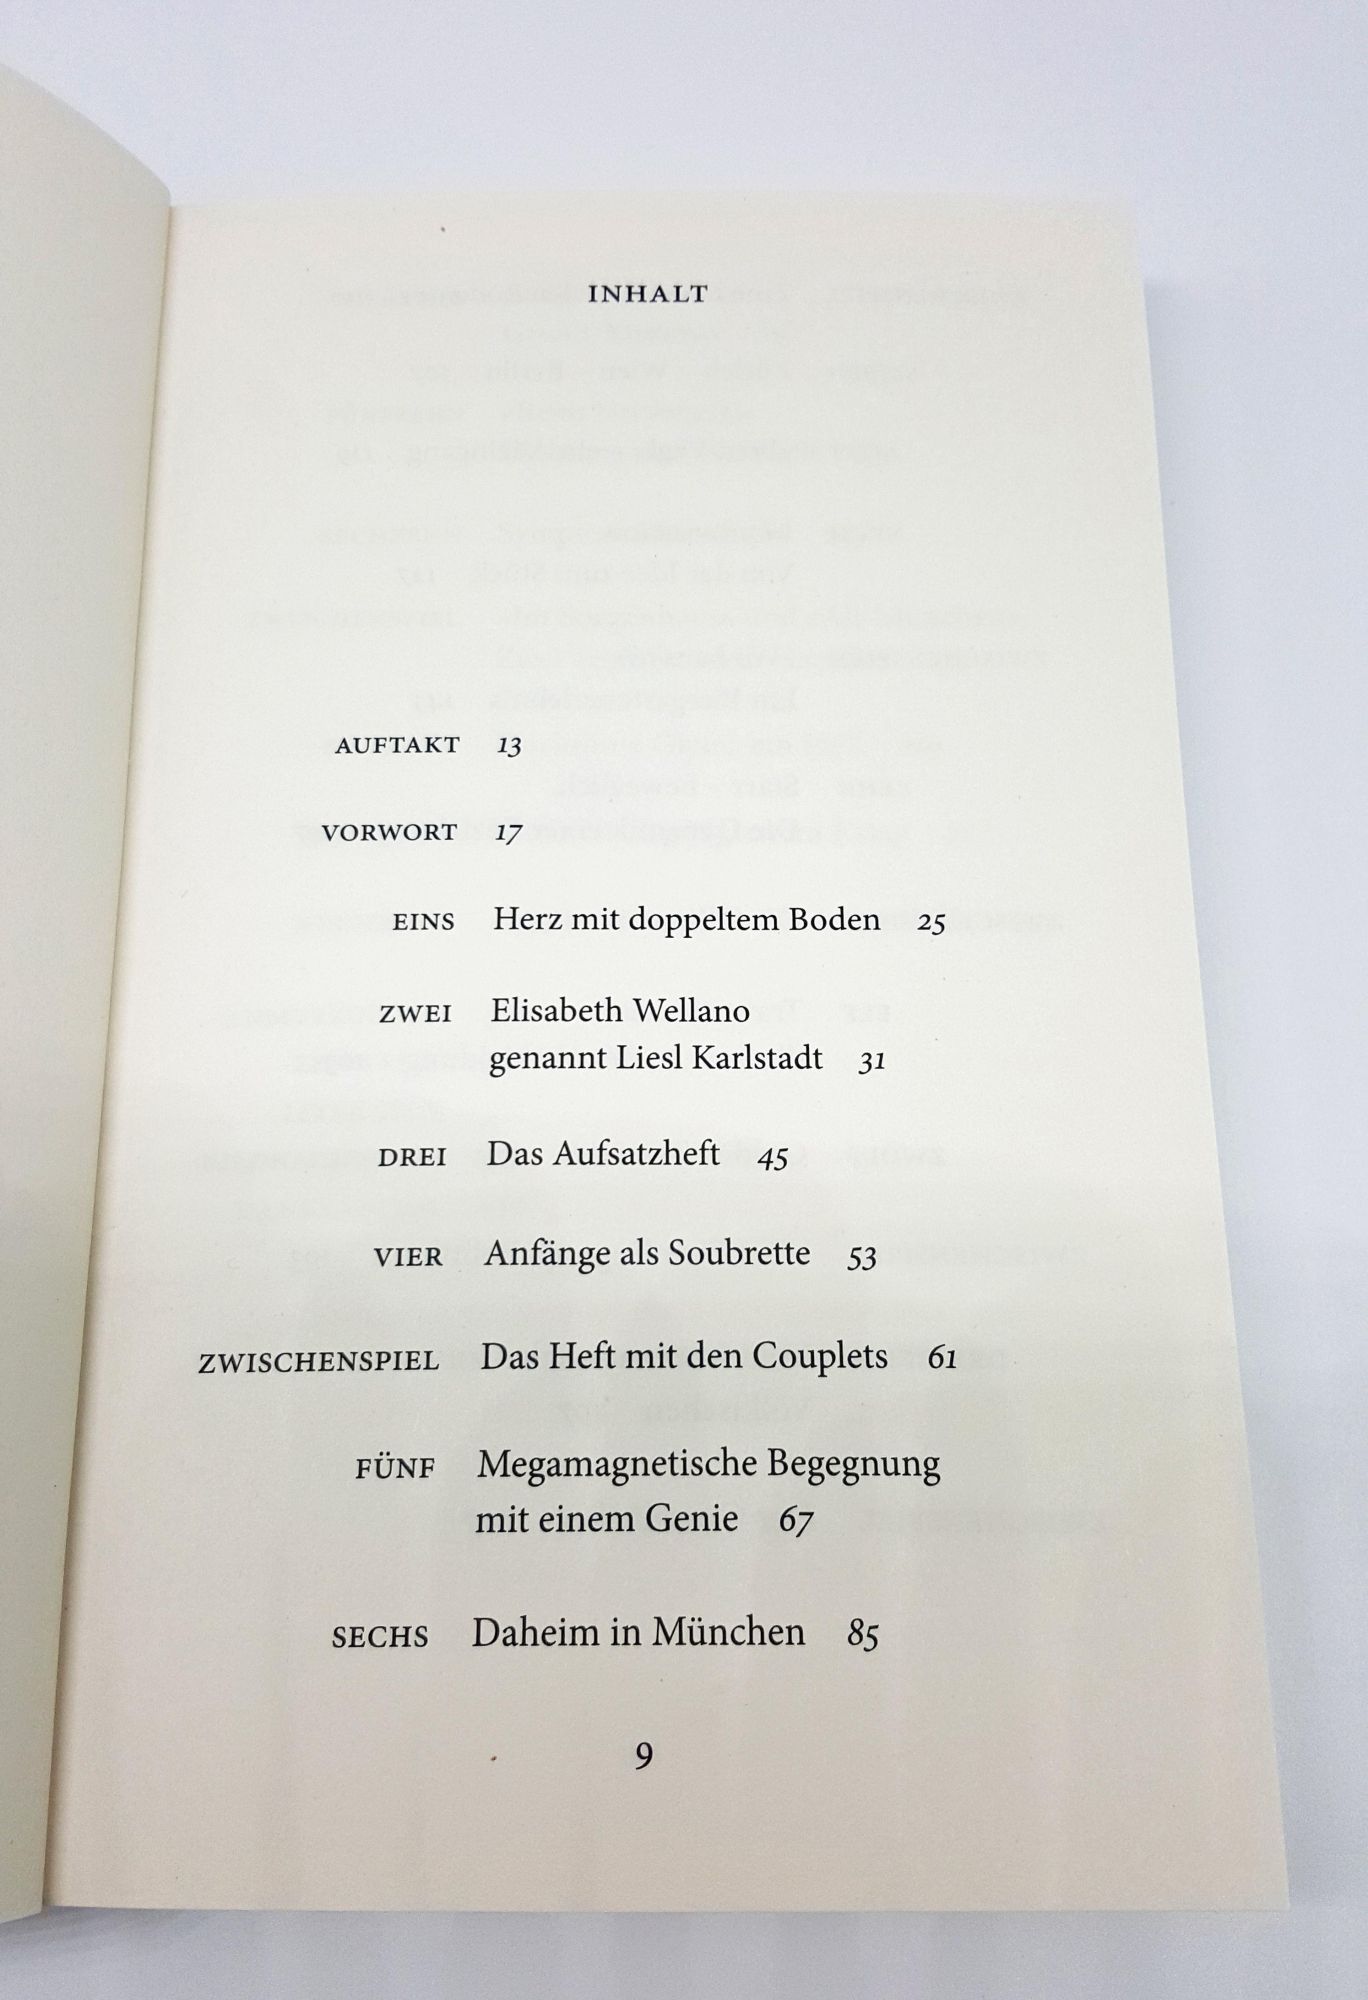 INHALT
AUFTAKT 13
VORWORT 17
EINS Herz mit doppeltem Boden 25
ZWEI Elisabeth Wellano
genannt Liesl Karlstadt 31
DREI Das Aufsatzheft 45
VIER Anfänge als Soubrette 53
ZWISCHENSPIEL Das Heft mit den Couplets 61
FÜNF Megamagnetische Begegnung
mit einem Genie 67
SECHS Daheim in München 85
9